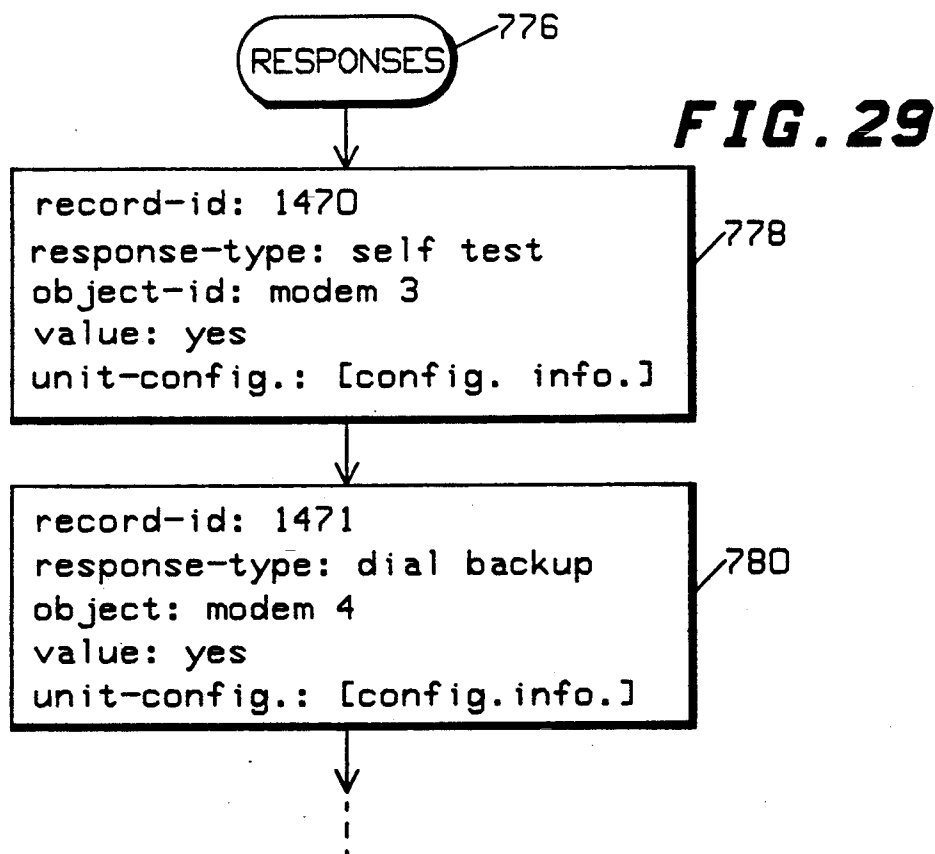 776
RESPONSES
FIG. 29
record-id: 1470
response-type: self test
object-id: modem 3
value: yes
unit-config.: [config. info.]
778
record-id: 1471
response-type: dial backup
object: modem 4
value: yes
unit-config.: [config.info.]
780